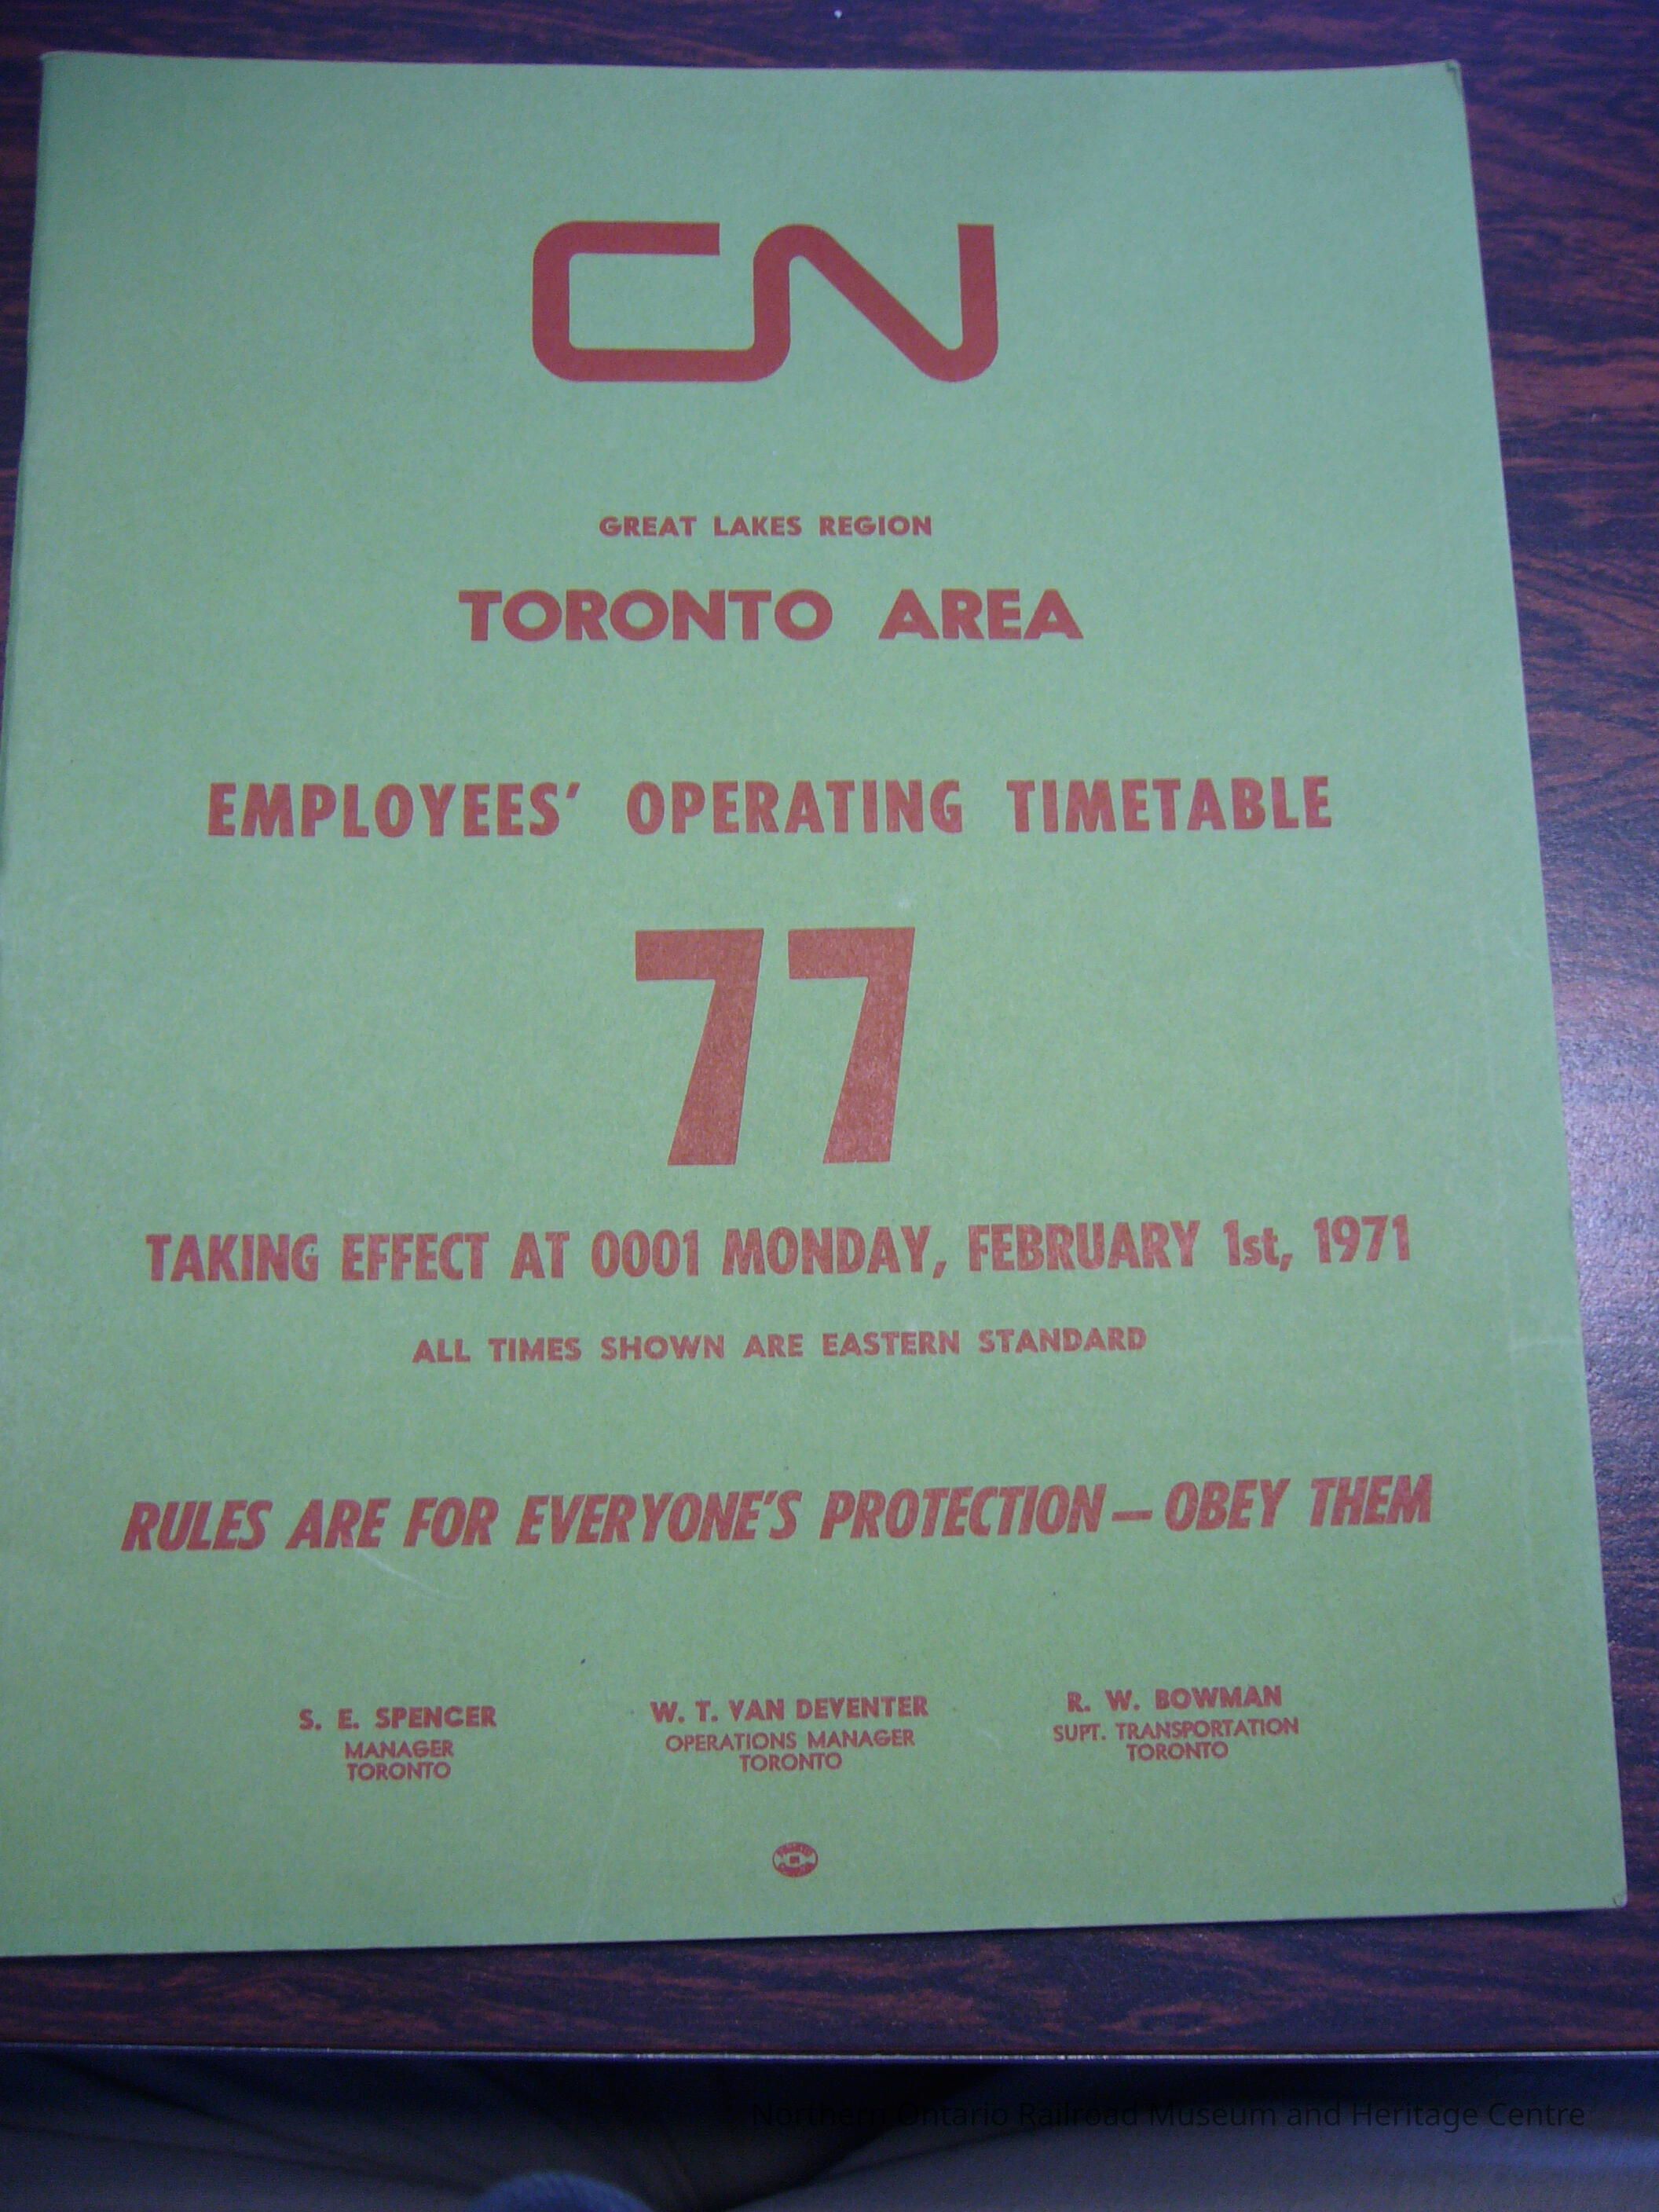 CN
GREAT LAKES REGION
TORONTO AREA
EMPLOYEES' OPERATING TIMETABLE
77
TAKING EFFECT AT 0001 MONDAY, FEBRUARY 1st, 1971
ALL TIMES SHOWN ARE EASTERN STANDARD
RULES ARE FOR EVERYONE'S PROTECTION — OBEY THEM
S. E. SPENCER
MANAGER
TORONTO
W. T. VAN DEVENTER
OPERATIONS MANAGER
TORONTO
R. W. BOWMAN
SUPT. TRANSPORTATION
TORONTO
Northern Ontario Railroad Museum and Heritage Centre